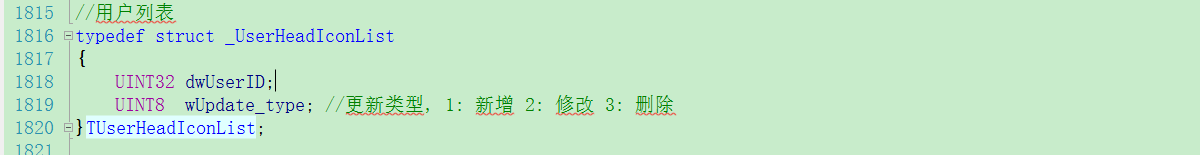 1815 //用户列表
1816 typedef struct _UserHeadIconList
1817 {
1818 UINT32 dwUserID;
1819 UINT8 wUpdate_type; //更新类型, 1: 新增 2: 修改 3: 删除
1820 }TUserHeadIconList;
1821